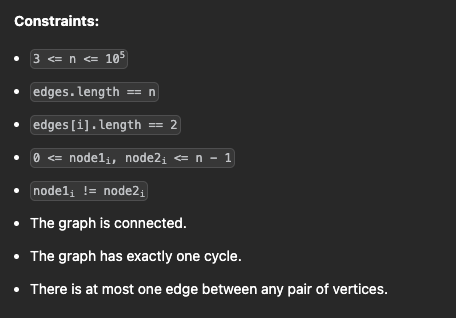 Constraints:
• 3 <= n <= 10⁵
• edges.length == n
• edges[i].length == 2
• 0 <= node1ᵢ, node2ᵢ <= n - 1
• node1ᵢ != node2ᵢ
• The graph is connected.
• The graph has exactly one cycle.
• There is at most one edge between any pair of vertices.